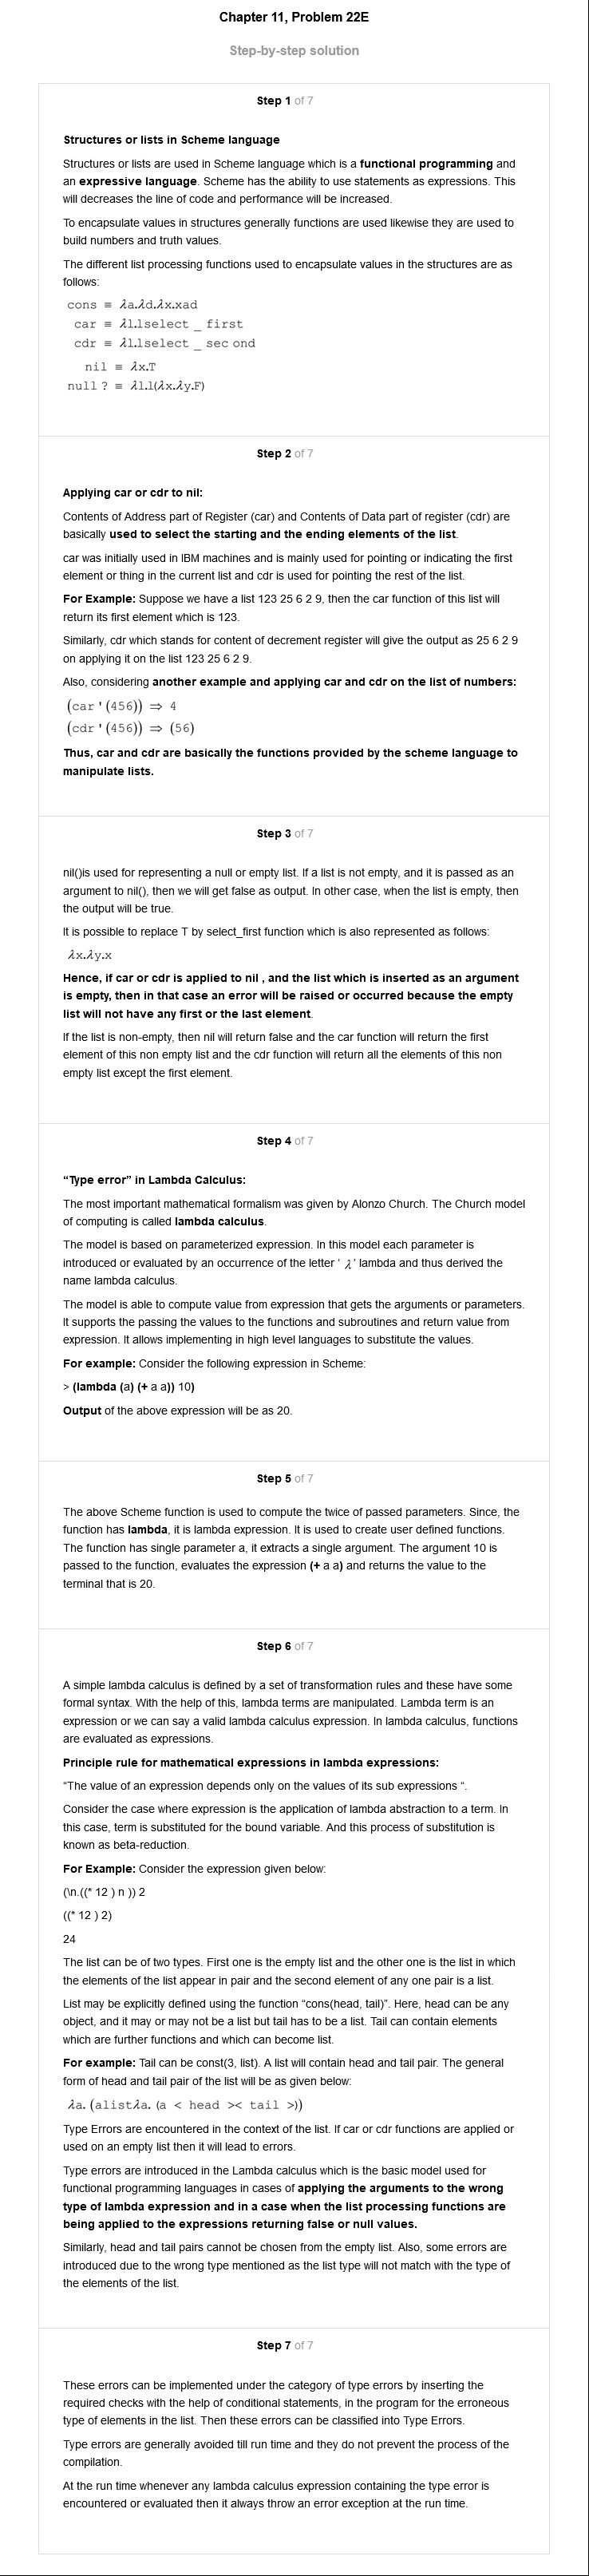 Chapter 11, Problem 22E
Step-by-step solution
Step 1 of 7
Structures or lists in Scheme language
Structures or lists are used in Scheme language which is a functional programming and
an expressive language. Scheme has the ability to use statements as expressions. This
will decreases the line of code and performance will be increased.
To encapsulate values in structures generally functions are used likewise they are used to
build numbers and truth values.
The different list processing functions used to encapsulate values in the structures are as
follows:
cons ≡ λa.λd.λx.xad
car ≡ λl.lselect _ first
cdr ≡ λl.lselect _ sec ond
nil ≡ λx.T
null ? ≡ λl.l(λx.λy.F)
Step 2 of 7
Applying car or cdr to nil:
Contents of Address part of Register (car) and Contents of Data part of register (cdr) are
basically used to select the starting and the ending elements of the list.
car was initially used in IBM machines and is mainly used for pointing or indicating the first
element or thing in the current list and cdr is used for pointing the rest of the list.
For Example: Suppose we have a list 123 25 6 2 9, then the car function of this list will
return its first element which is 123.
Similarly, cdr which stands for content of decrement register will give the output as 25 6 2 9
on applying it on the list 123 25 6 2 9.
Also, considering another example and applying car and cdr on the list of numbers:
(car '(456)) ⇒ 4
(cdr '(456)) ⇒ (56)
Thus, car and cdr are basically the functions provided by the scheme language to
manipulate lists.
Step 3 of 7
nil()is used for representing a null or empty list. If a list is not empty, and it is passed as an
argument to nil(), then we will get false as output. In other case, when the list is empty, then
the output will be true.
It is possible to replace T by select_first function which is also represented as follows:
λx.λy.x
Hence, if car or cdr is applied to nil , and the list which is inserted as an argument
is empty, then in that case an error will be raised or occurred because the empty
list will not have any first or the last element.
If the list is non-empty, then nil will return false and the car function will return the first
element of this non empty list and the cdr function will return all the elements of this non
empty list except the first element.
Step 4 of 7
“Type error” in Lambda Calculus:
The most important mathematical formalism was given by Alonzo Church. The Church model
of computing is called lambda calculus.
The model is based on parameterized expression. In this model each parameter is
introduced or evaluated by an occurrence of the letter ‘ λ ’ lambda and thus derived the
name lambda calculus.
The model is able to compute value from expression that gets the arguments or parameters.
It supports the passing the values to the functions and subroutines and return value from
expression. It allows implementing in high level languages to substitute the values.
For example: Consider the following expression in Scheme:
> (lambda (a) (+ a a)) 10)
Output of the above expression will be as 20.
Step 5 of 7
The above Scheme function is used to compute the twice of passed parameters. Since, the
function has lambda, it is lambda expression. It is used to create user defined functions.
The function has single parameter a, it extracts a single argument. The argument 10 is
passed to the function, evaluates the expression (+ a a) and returns the value to the
terminal that is 20.
Step 6 of 7
A simple lambda calculus is defined by a set of transformation rules and these have some
formal syntax. With the help of this, lambda terms are manipulated. Lambda term is an
expression or we can say a valid lambda calculus expression. In lambda calculus, functions
are evaluated as expressions.
Principle rule for mathematical expressions in lambda expressions:
“The value of an expression depends only on the values of its sub expressions “.
Consider the case where expression is the application of lambda abstraction to a term. In
this case, term is substituted for the bound variable. And this process of substitution is
known as beta-reduction.
For Example: Consider the expression given below:
(\n.((* 12 ) n )) 2
((* 12 ) 2)
24
The list can be of two types. First one is the empty list and the other one is the list in which
the elements of the list appear in pair and the second element of any one pair is a list.
List may be explicitly defined using the function “cons(head, tail)”. Here, head can be any
object, and it may or may not be a list but tail has to be a list. Tail can contain elements
which are further functions and which can become list.
For example: Tail can be const(3, list). A list will contain head and tail pair. The general
form of head and tail pair of the list will be as given below:
λa. (alistλa. (a < head >< tail >))
Type Errors are encountered in the context of the list. If car or cdr functions are applied or
used on an empty list then it will lead to errors.
Type errors are introduced in the Lambda calculus which is the basic model used for
functional programming languages in cases of applying the arguments to the wrong
type of lambda expression and in a case when the list processing functions are
being applied to the expressions returning false or null values.
Similarly, head and tail pairs cannot be chosen from the empty list. Also, some errors are
introduced due to the wrong type mentioned as the list type will not match with the type of
the elements of the list.
Step 7 of 7
These errors can be implemented under the category of type errors by inserting the
required checks with the help of conditional statements, in the program for the erroneous
type of elements in the list. Then these errors can be classified into Type Errors.
Type errors are generally avoided till run time and they do not prevent the process of the
compilation.
At the run time whenever any lambda calculus expression containing the type error is
encountered or evaluated then it always throw an error exception at the run time.